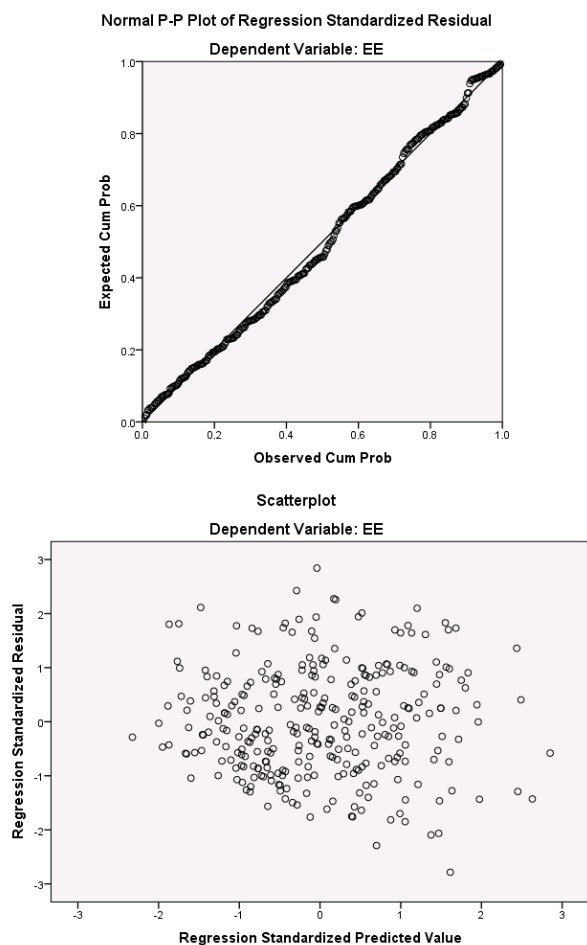 Normal P-P Plot of Regression Standardized Residual
Dependent Variable: EE
Expected Cum Prob
1.0
0.8
0.6
0.4
0.2
0.0
0.0 0.2 0.4 0.6 0.8 1.0
Observed Cum Prob
Scatterplot
Dependent Variable: EE
Regression Standardized Residual
3
2
1
0
-1
-2
-3
-3 -2 -1 0 1 2 3
Regression Standardized Predicted Value